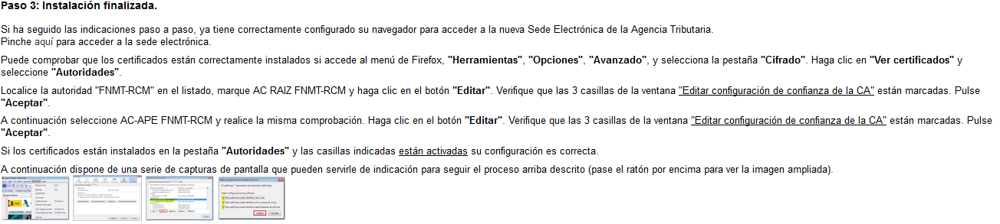 Paso 3: Instalación finalizada.
Si ha seguido las indicaciones paso a paso, ya tiene correctamente configurado su navegador para acceder a la nueva Sede Electrónica de la Agencia Tributaria.
Pinche aquí para acceder a la sede electrónica.
Puede comprobar que los certificados están correctamente instalados si accede al menú de Firefox, "Herramientas", "Opciones", "Avanzado", y selecciona la pestaña "Cifrado". Haga clic en "Ver certificados" y
seleccione "Autoridades".
Localice la autoridad "FNMT-RCM" en el listado, marque AC RAIZ FNMT-RCM y haga clic en el botón "Editar". Verifique que las 3 casillas de la ventana "Editar configuración de confianza de la CA" están marcadas. Pulse
"Aceptar".
A continuación seleccione AC-APE FNMT-RCM y realice la misma comprobación. Haga clic en el botón "Editar". Verifique que las 3 casillas de la ventana "Editar configuración de confianza de la CA" están marcadas. Pulse
"Aceptar".
Si los certificados están instalados en la pestaña "Autoridades" y las casillas indicadas están activadas su configuración es correcta.
A continuación dispone de una serie de capturas de pantalla que pueden servirle de indicación para seguir el proceso arriba descrito (pase el ratón por encima para ver la imagen ampliada).